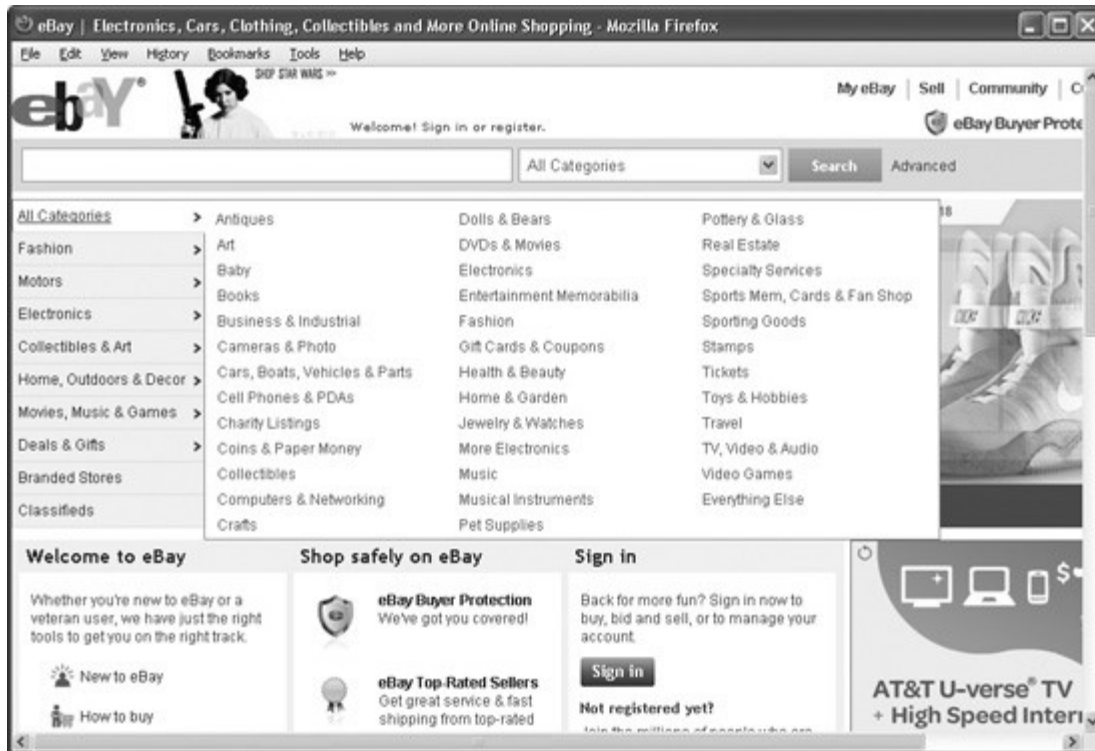 eBay | Electronics, Cars, Clothing, Collectibles and More Online Shopping - Mozilla Firefox
File Edit View History Bookmarks Tools Help
SHOP STAR WARS >>
ebaY®
My eBay | Sell | Community |
Welcome! Sign in or register.
eBay Buyer Prote
All Categories
Search
Advanced
All Categories
Fashion
Motors
Electronics
Collectibles & Art
Home, Outdoors & Decor
Movies, Music & Games
Deals & Gifts
Branded Stores
Classifieds
Antiques
Art
Baby
Books
Business & Industrial
Cameras & Photo
Cars, Boats, Vehicles & Parts
Cell Phones & PDAs
Charity Listings
Coins & Paper Money
Collectibles
Computers & Networking
Crafts
Dolls & Bears
DVDs & Movies
Electronics
Entertainment Memorabilia
Fashion
Gift Cards & Coupons
Health & Beauty
Home & Garden
Jewelry & Watches
More Electronics
Music
Musical Instruments
Pet Supplies
Pottery & Glass
Real Estate
Specialty Services
Sports Mem, Cards & Fan Shop
Sporting Goods
Stamps
Tickets
Toys & Hobbies
Travel
TV, Video & Audio
Video Games
Everything Else
Welcome to eBay
Whether you're new to eBay or a
veteran user, we have just the right
tools to get you on the right track.
New to eBay
How to buy
Shop safely on eBay
eBay Buyer Protection
We've got you covered!
eBay Top-Rated Sellers
Get great service & fast
shipping from top-rated
Sign in
Back for more fun? Sign in now to
buy, bid and sell, or to manage your
account.
Sign in
Not registered yet?
Join the millions of people who are
AT&T U-verse® TV
+ High Speed Intern